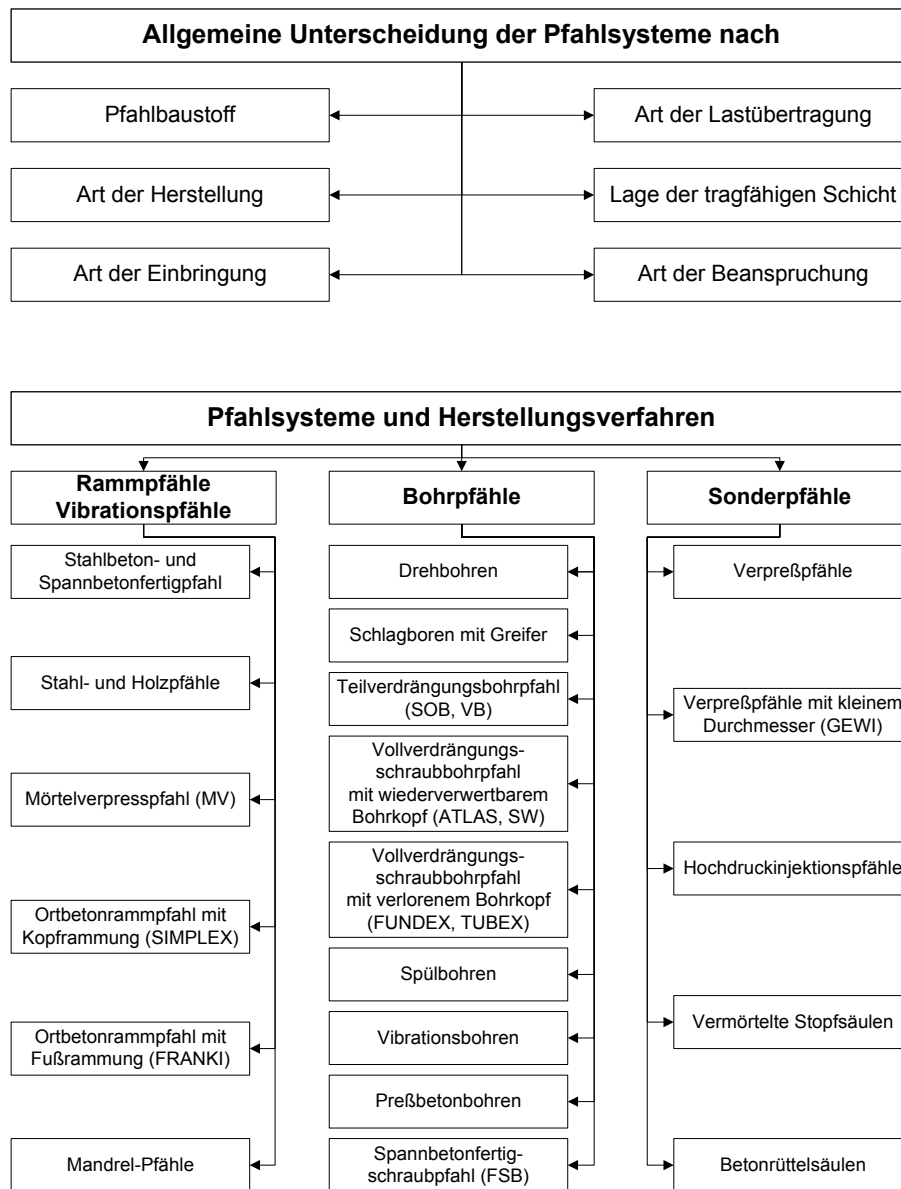 Allgemeine Unterscheidung der Pfahlsysteme nach
Pfahlbaustoff
Art der Lastübertragung
Art der Herstellung
Lage der tragfähigen Schicht
Art der Einbringung
Art der Beanspruchung
Pfahlsysteme und Herstellungsverfahren
Rammpfähle
Vibrationspfähle
Stahlbeton- und
Spannbetonfertigpfahl
Stahl- und Holzpfähle
Mörtelverpresspfahl (MV)
Ortbetonrammpfahl mit
Kopframmung (SIMPLEX)
Ortbetonrammpfahl mit
Fußrammung (FRANKI)
Mandrel-Pfähle
Bohrpfähle
Drehbohren
Schlagboren mit Greifer
Teilverdrängungsbohrpfahl
(SOB, VB)
Vollverdrängungs-
schraubbohrpfahl
mit wiederverwertbarem
Bohrkopf (ATLAS, SW)
Vollverdrängungs-
schraubbohrpfahl
mit verlorenem Bohrkopf
(FUNDEX, TUBEX)
Spülbohren
Vibrationsbohren
Preßbetonbohren
Spannbetonfertig-
schraubpfahl (FSB)
Sonderpfähle
Verpreßpfähle
Verpreßpfähle mit kleinem
Durchmesser (GEWI)
Hochdruckinjektionspfähle
Vermörtelte Stopfsäulen
Betonrüttelsäulen